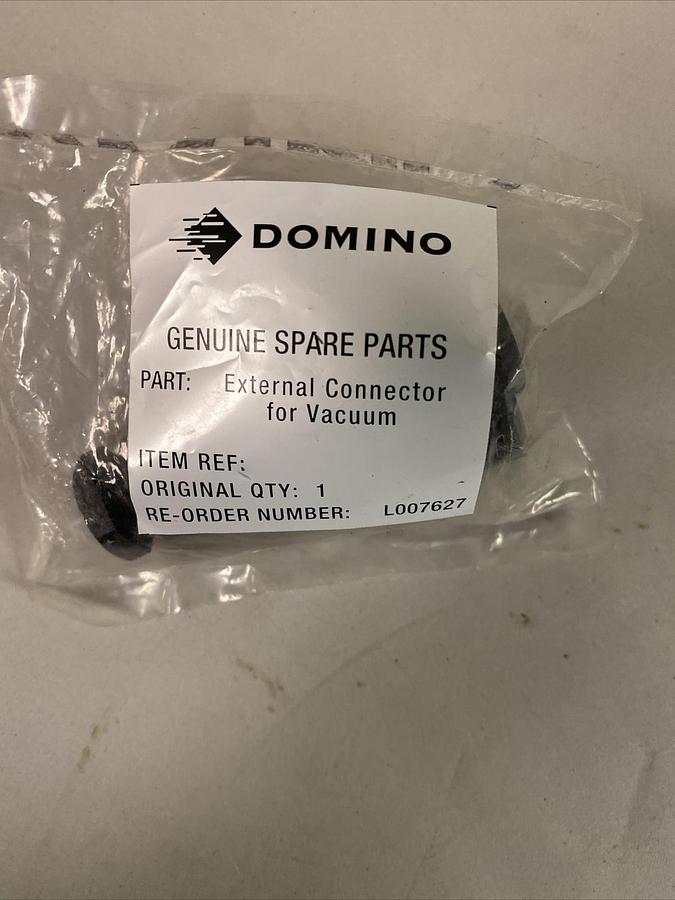 DOMINO
GENUINE SPARE PARTS
PART: External Connector
for Vacuum
ITEM REF:
ORIGINAL QTY: 1
RE-ORDER NUMBER: L007627